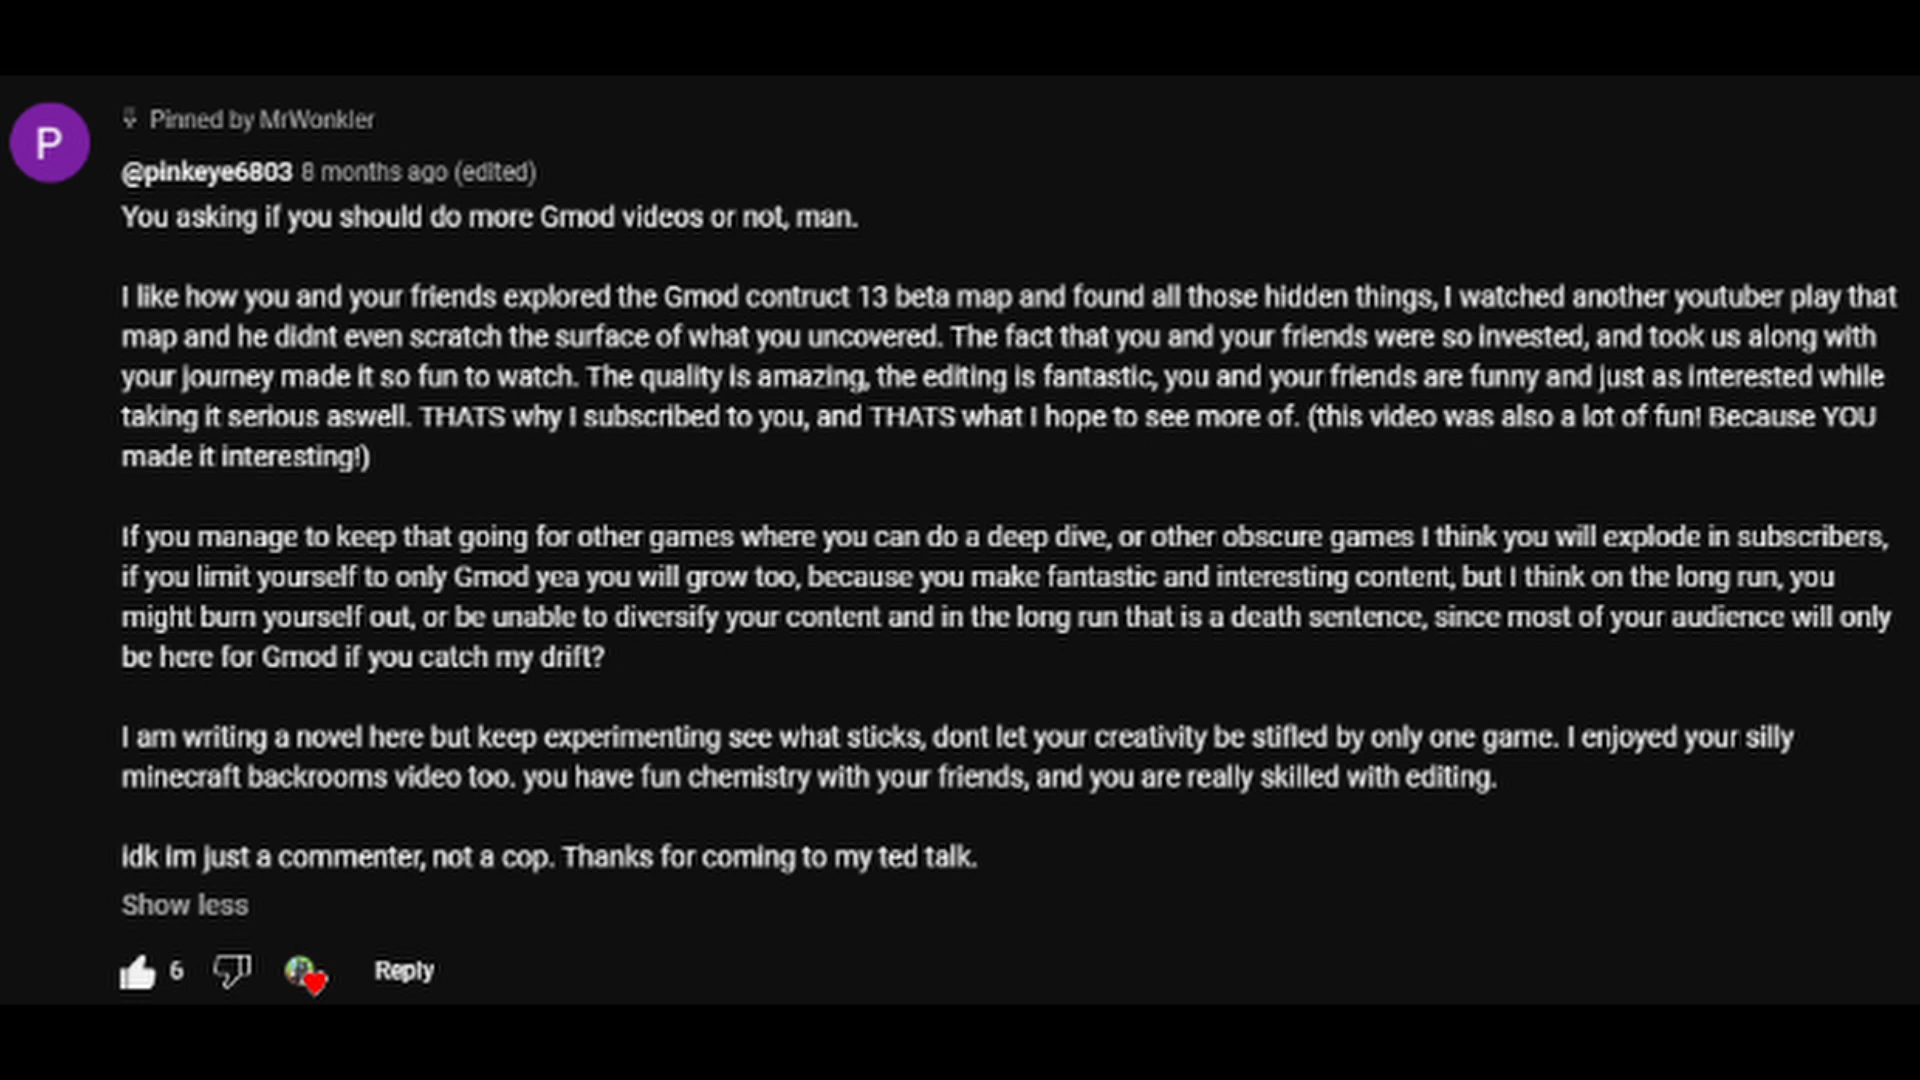 P
Pinned by MrWonkler
@pinkeye6803 8 months ago (edited)
You asking if you should do more Gmod videos or not, man.
I like how you and your friends explored the Gmod contruct 13 beta map and found all those hidden things, I watched another youtuber play that
map and he didnt even scratch the surface of what you uncovered. The fact that you and your friends were so invested, and took us along with
your journey made it so fun to watch. The quality is amazing, the editing is fantastic, you and your friends are funny and just as interested while
taking it serious aswell. THATS why I subscribed to you, and THATS what I hope to see more of. (this video was also a lot of fun! Because YOU
made it interesting!)
If you manage to keep that going for other games where you can do a deep dive, or other obscure games I think you will explode in subscribers,
if you limit yourself to only Gmod yea you will grow too, because you make fantastic and interesting content, but I think on the long run, you
might burn yourself out, or be unable to diversify your content and in the long run that is a death sentence, since most of your audience will only
be here for Gmod if you catch my drift?
I am writing a novel here but keep experimenting see what sticks, dont let your creativity be stifled by only one game. I enjoyed your silly
minecraft backrooms video too. you have fun chemistry with your friends, and you are really skilled with editing.
idk im just a commenter, not a cop. Thanks for coming to my ted talk.
Show less
6 Reply